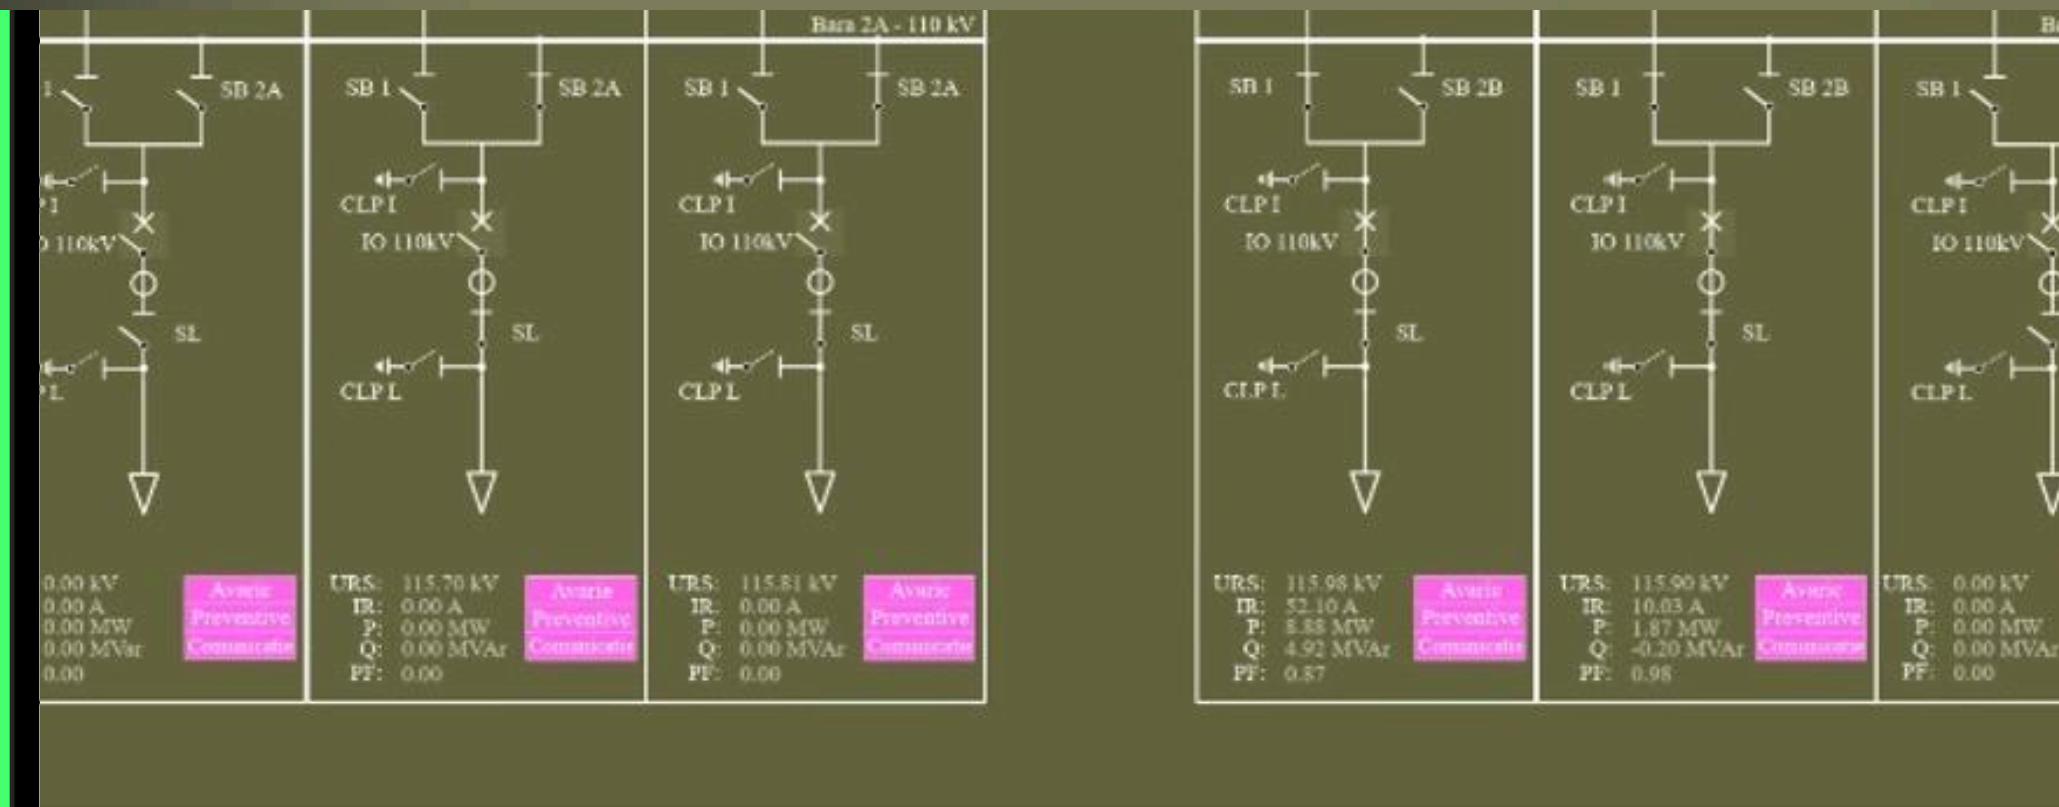 Bara 2A - 110 kV
1
SB 2A
SB 1
SB 2A
SB 1
SB 2A
SB 1
SB 2B
SB 1
SB 2B
SB 1
P I
CLP I
CLP I
CLP I
CLP I
CLP I
110kV
IO 110kV
IO 110kV
IO 110kV
IO 110kV
IO 110kV
SL
SL
SL
SL
SL
L
CLP L
CLP L
CLP L
CLP L
CLP L
0.00 kV
0.00 A
0.00 MW
0.00 MVar
0.00
Avarie
Preventive
Comunicatie
URS: 115.70 kV
IR: 0.00 A
P: 0.00 MW
Q: 0.00 MVAr
PF: 0.00
Avarie
Preventive
Comunicatie
URS: 115.81 kV
IR: 0.00 A
P: 0.00 MW
Q: 0.00 MVAr
PF: 0.00
Avarie
Preventive
Comunicatie
URS: 115.98 kV
IR: 52.10 A
P: 8.88 MW
Q: 4.92 MVAr
PF: 0.87
Avarie
Preventive
Comunicatie
URS: 115.90 kV
IR: 10.03 A
P: 1.87 MW
Q: -0.20 MVAr
PF: 0.98
Avarie
Preventive
Comunicatie
URS: 0.00 kV
IR: 0.00 A
P: 0.00 MW
Q: 0.00 MVAr
PF: 0.00